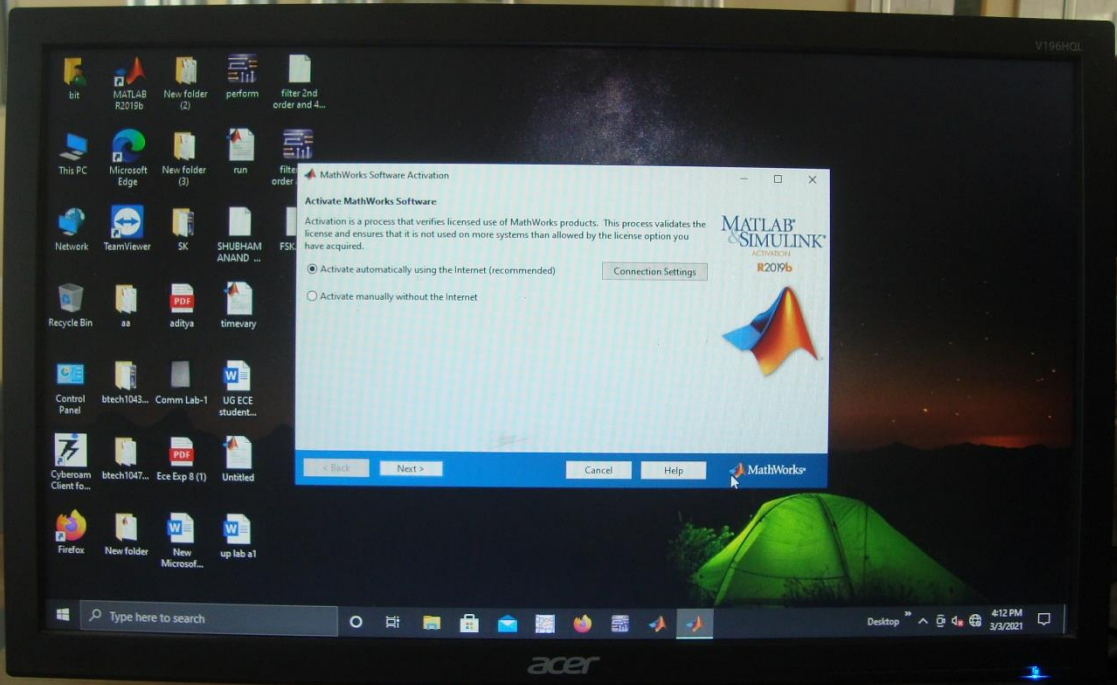 V196HQL
bit
MATLAB
R2019b
New folder
(2)
perform
filter 2nd
order and 4...
This PC
Microsoft
Edge
New folder
(3)
run
filte
order
Network
TeamViewer
SK
SHUBHAM
ANAND ...
FSK
Recycle Bin
aa
PDF
aditya
timevary
Control
Panel
btech1043...
Comm Lab-1
UG ECE
student...
Cyberoam
Client fo...
btech1047...
PDF
Ece Exp 8 (1)
Untitled
Firefox
New folder
New
Microsof...
up lab a1
MathWorks Software Activation
Activate MathWorks Software
Activation is a process that verifies licensed use of MathWorks products. This process validates the
license and ensures that it is not used on more systems than allowed by the license option you
have acquired.
Activate automatically using the Internet (recommended)
Connection Settings
Activate manually without the Internet
MATLAB®
&SIMULINK®
ACTIVATION
R2019b
< Back
Next >
Cancel
Help
MathWorks®
Type here to search
Desktop
4:12 PM
3/3/2021
acer